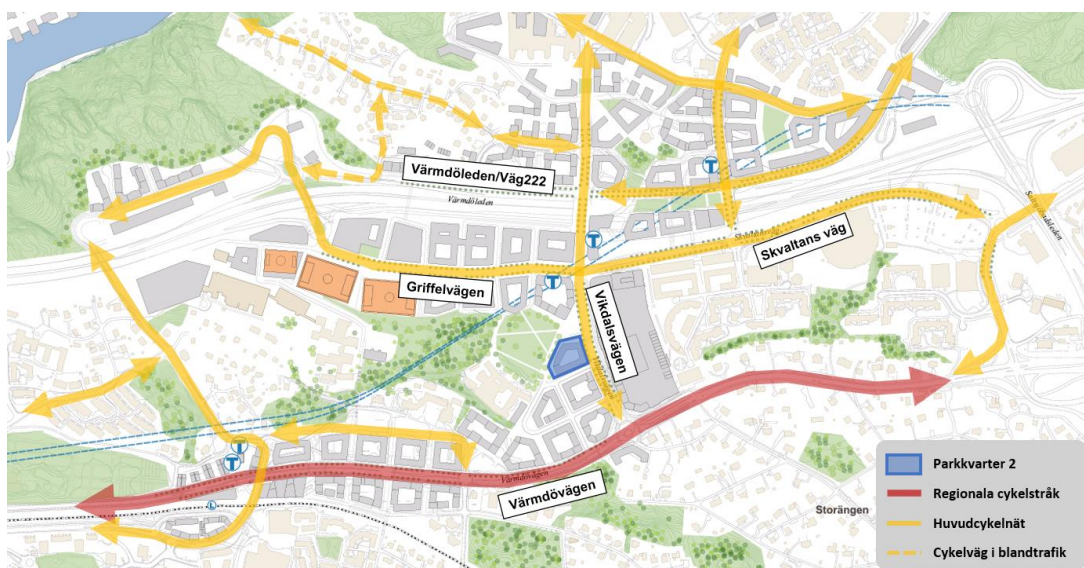 Värmdöleden/Väg222
Värmdöleden
T
T
T
Skvaltans väg
Griffelvägen
Vikdalsvägen
T
T
L
Värmdövägen
Värmdövägen
Storängen
Parkkvarter 2
Regionala cykelstråk
Huvudcykelnät
Cykelväg i blandtrafik